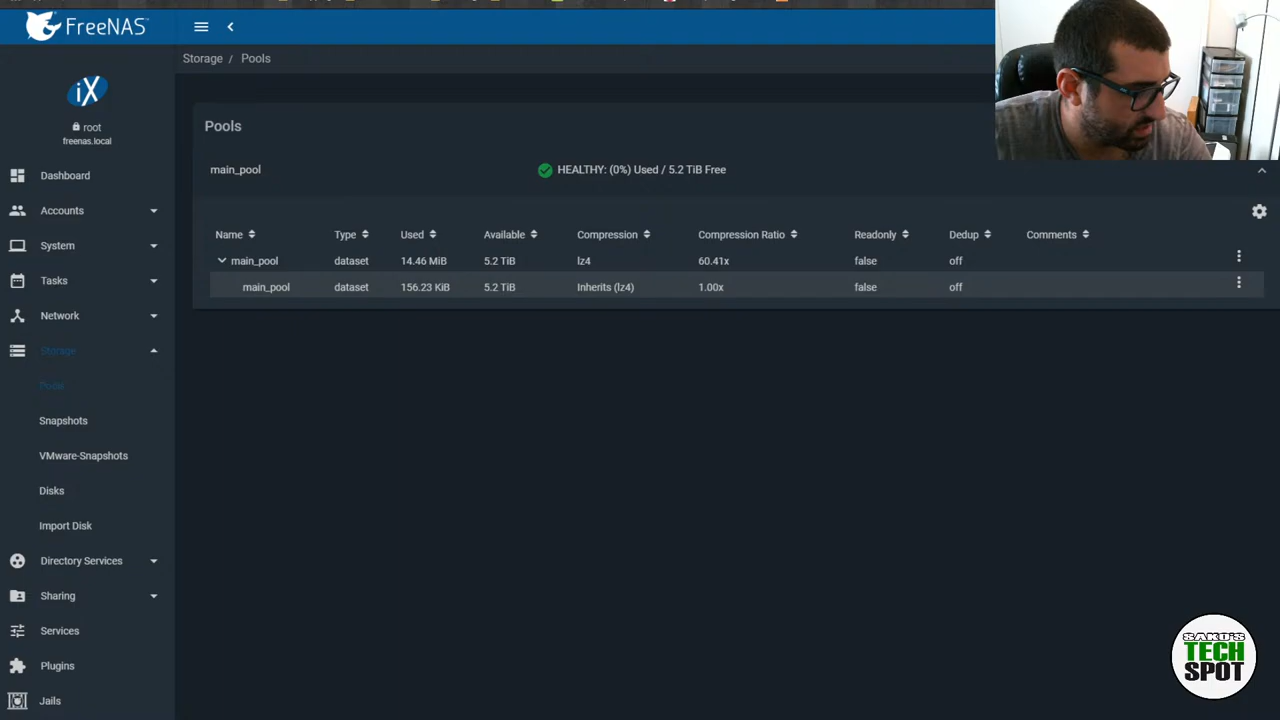 FreeNAS
iX
root
freenas.local
Dashboard
Accounts
System
Tasks
Network
Storage
Pools
Snapshots
VMware-Snapshots
Disks
Import Disk
Directory Services
Sharing
Services
Plugins
Jails
Storage / Pools
Pools
main_pool HEALTHY: (0%) Used / 5.2 TiB Free
Name Type Used Available Compression Compression Ratio Readonly Dedup Comments
main_pool dataset 14.46 MiB 5.2 TiB lz4 60.41x false off
main_pool dataset 156.23 KiB 5.2 TiB Inherits (lz4) 1.00x false off
SAKO'S
TECH
SPOT